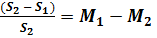 (S₂ − S₁)/S₂ = M₁ − M₂